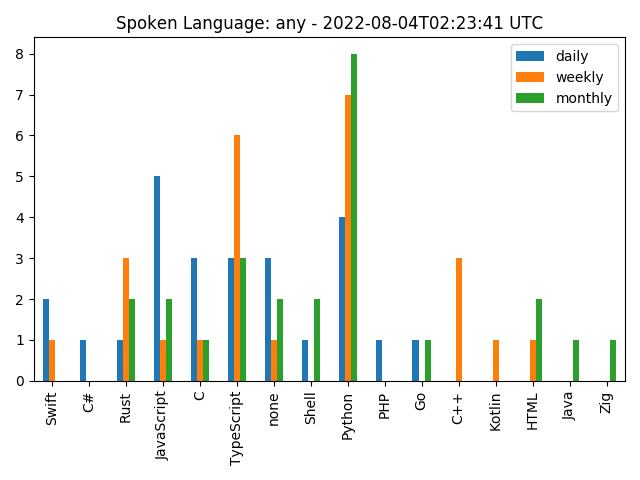 Spoken Language: any - 2022-08-04T02:23:41 UTC
daily
weekly
monthly
8
7
6
5
4
3
2
1
0
Swift
C#
Rust
JavaScript
C
TypeScript
none
Shell
Python
PHP
Go
C++
Kotlin
HTML
Java
Zig